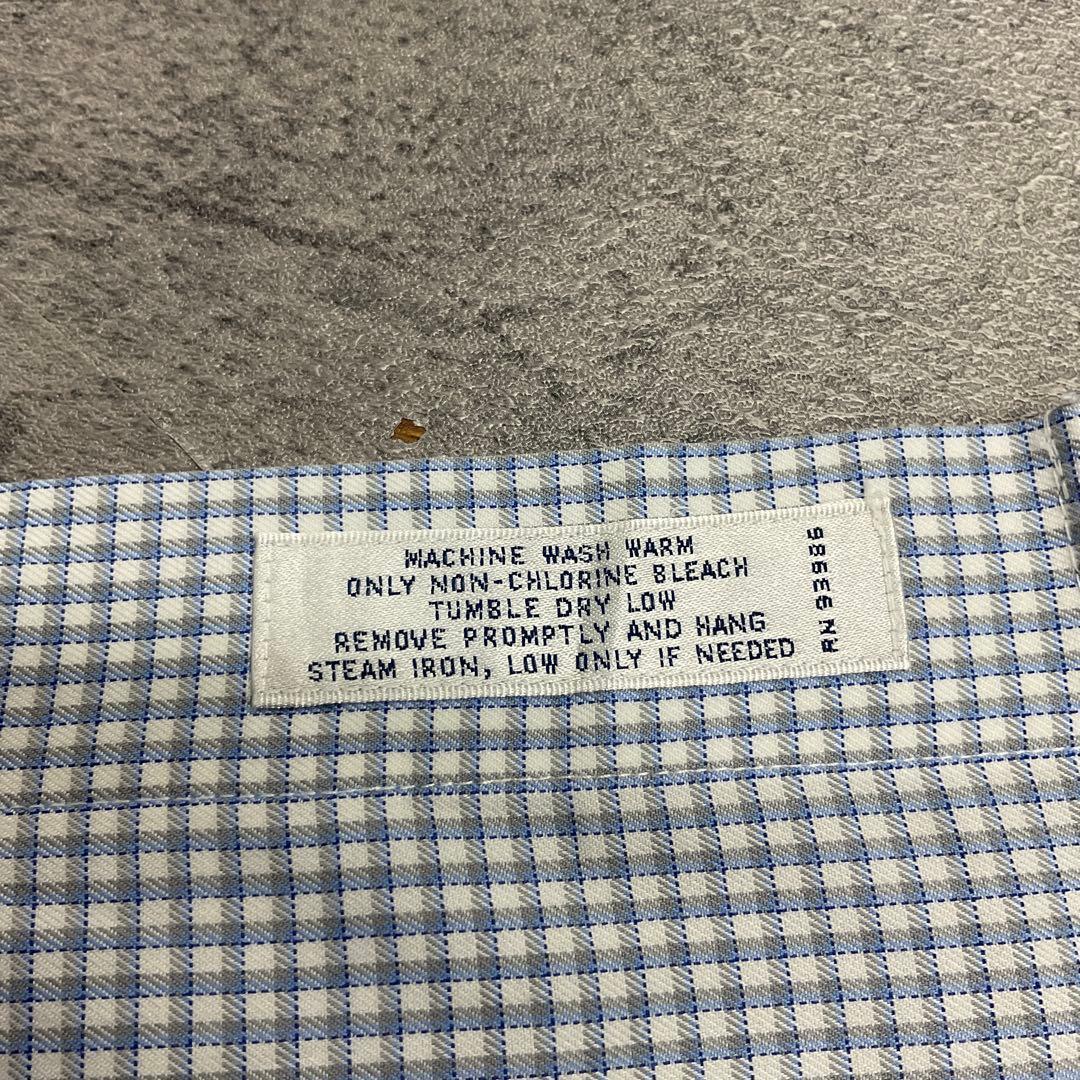 MACHINE WASH WARM
ONLY NON-CHLORINE BLEACH
TUMBLE DRY LOW
REMOVE PROMPTLY AND HANG
STEAM IRON, LOW ONLY IF NEEDED
RN